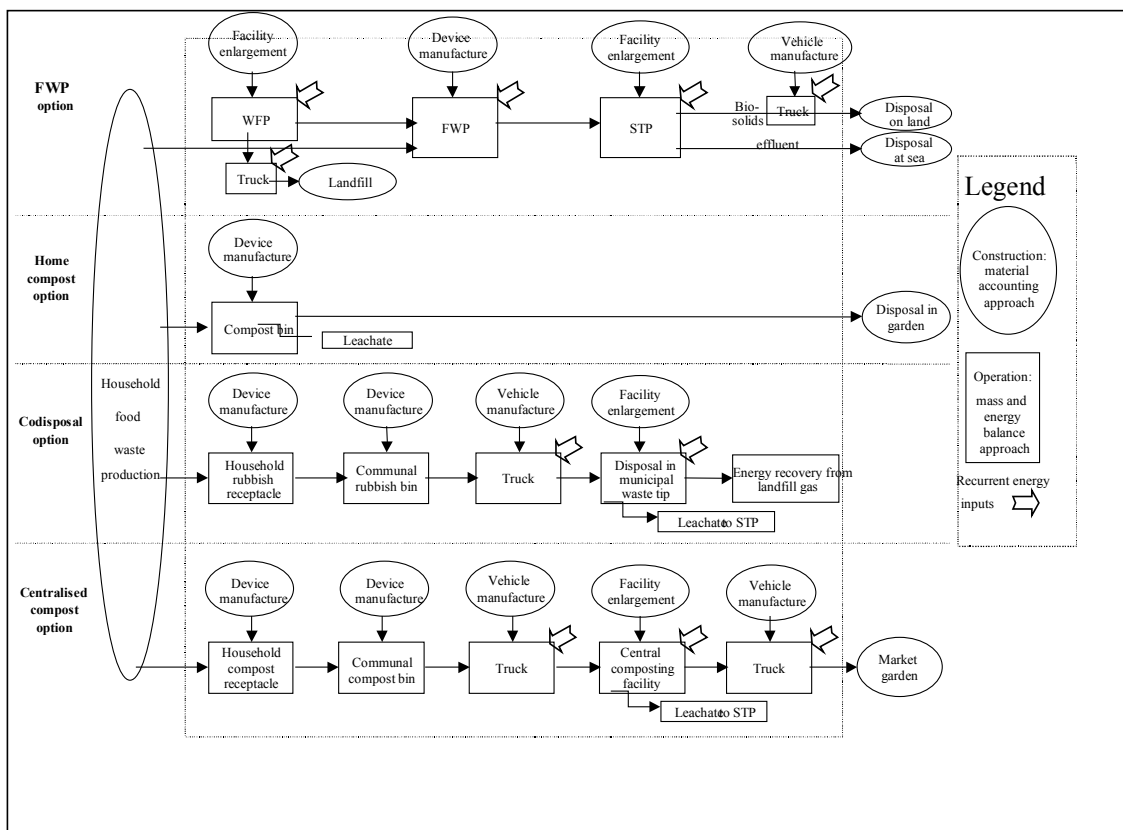 Facility
enlargement
Device
manufacture
Facility
enlargement
Vehicle
manufacture
FWP
option
WFP
FWP
STP
Bio-
solids
Truck
Disposal
on land
effluent
Disposal
at sea
Truck
Landfill
Home
compost
option
Device
manufacture
Compost bin
Leachate
Disposal in
garden
Household
food
waste
production
Codisposal
option
Device
manufacture
Device
manufacture
Vehicle
manufacture
Facility
enlargement
Household
rubbish
receptacle
Communal
rubbish bin
Truck
Disposal in
municipal
waste tip
Energy recovery from
landfill gas
Leachate to STP
Centralised
compost
option
Device
manufacture
Device
manufacture
Vehicle
manufacture
Facility
enlargement
Vehicle
manufacture
Household
compost
receptacle
Communal
compost bin
Truck
Central
composting
facility
Truck
Market
garden
Leachate to STP
Legend
Construction:
material
accounting
approach
Operation:
mass and
energy
balance
approach
Recurrent energy
inputs